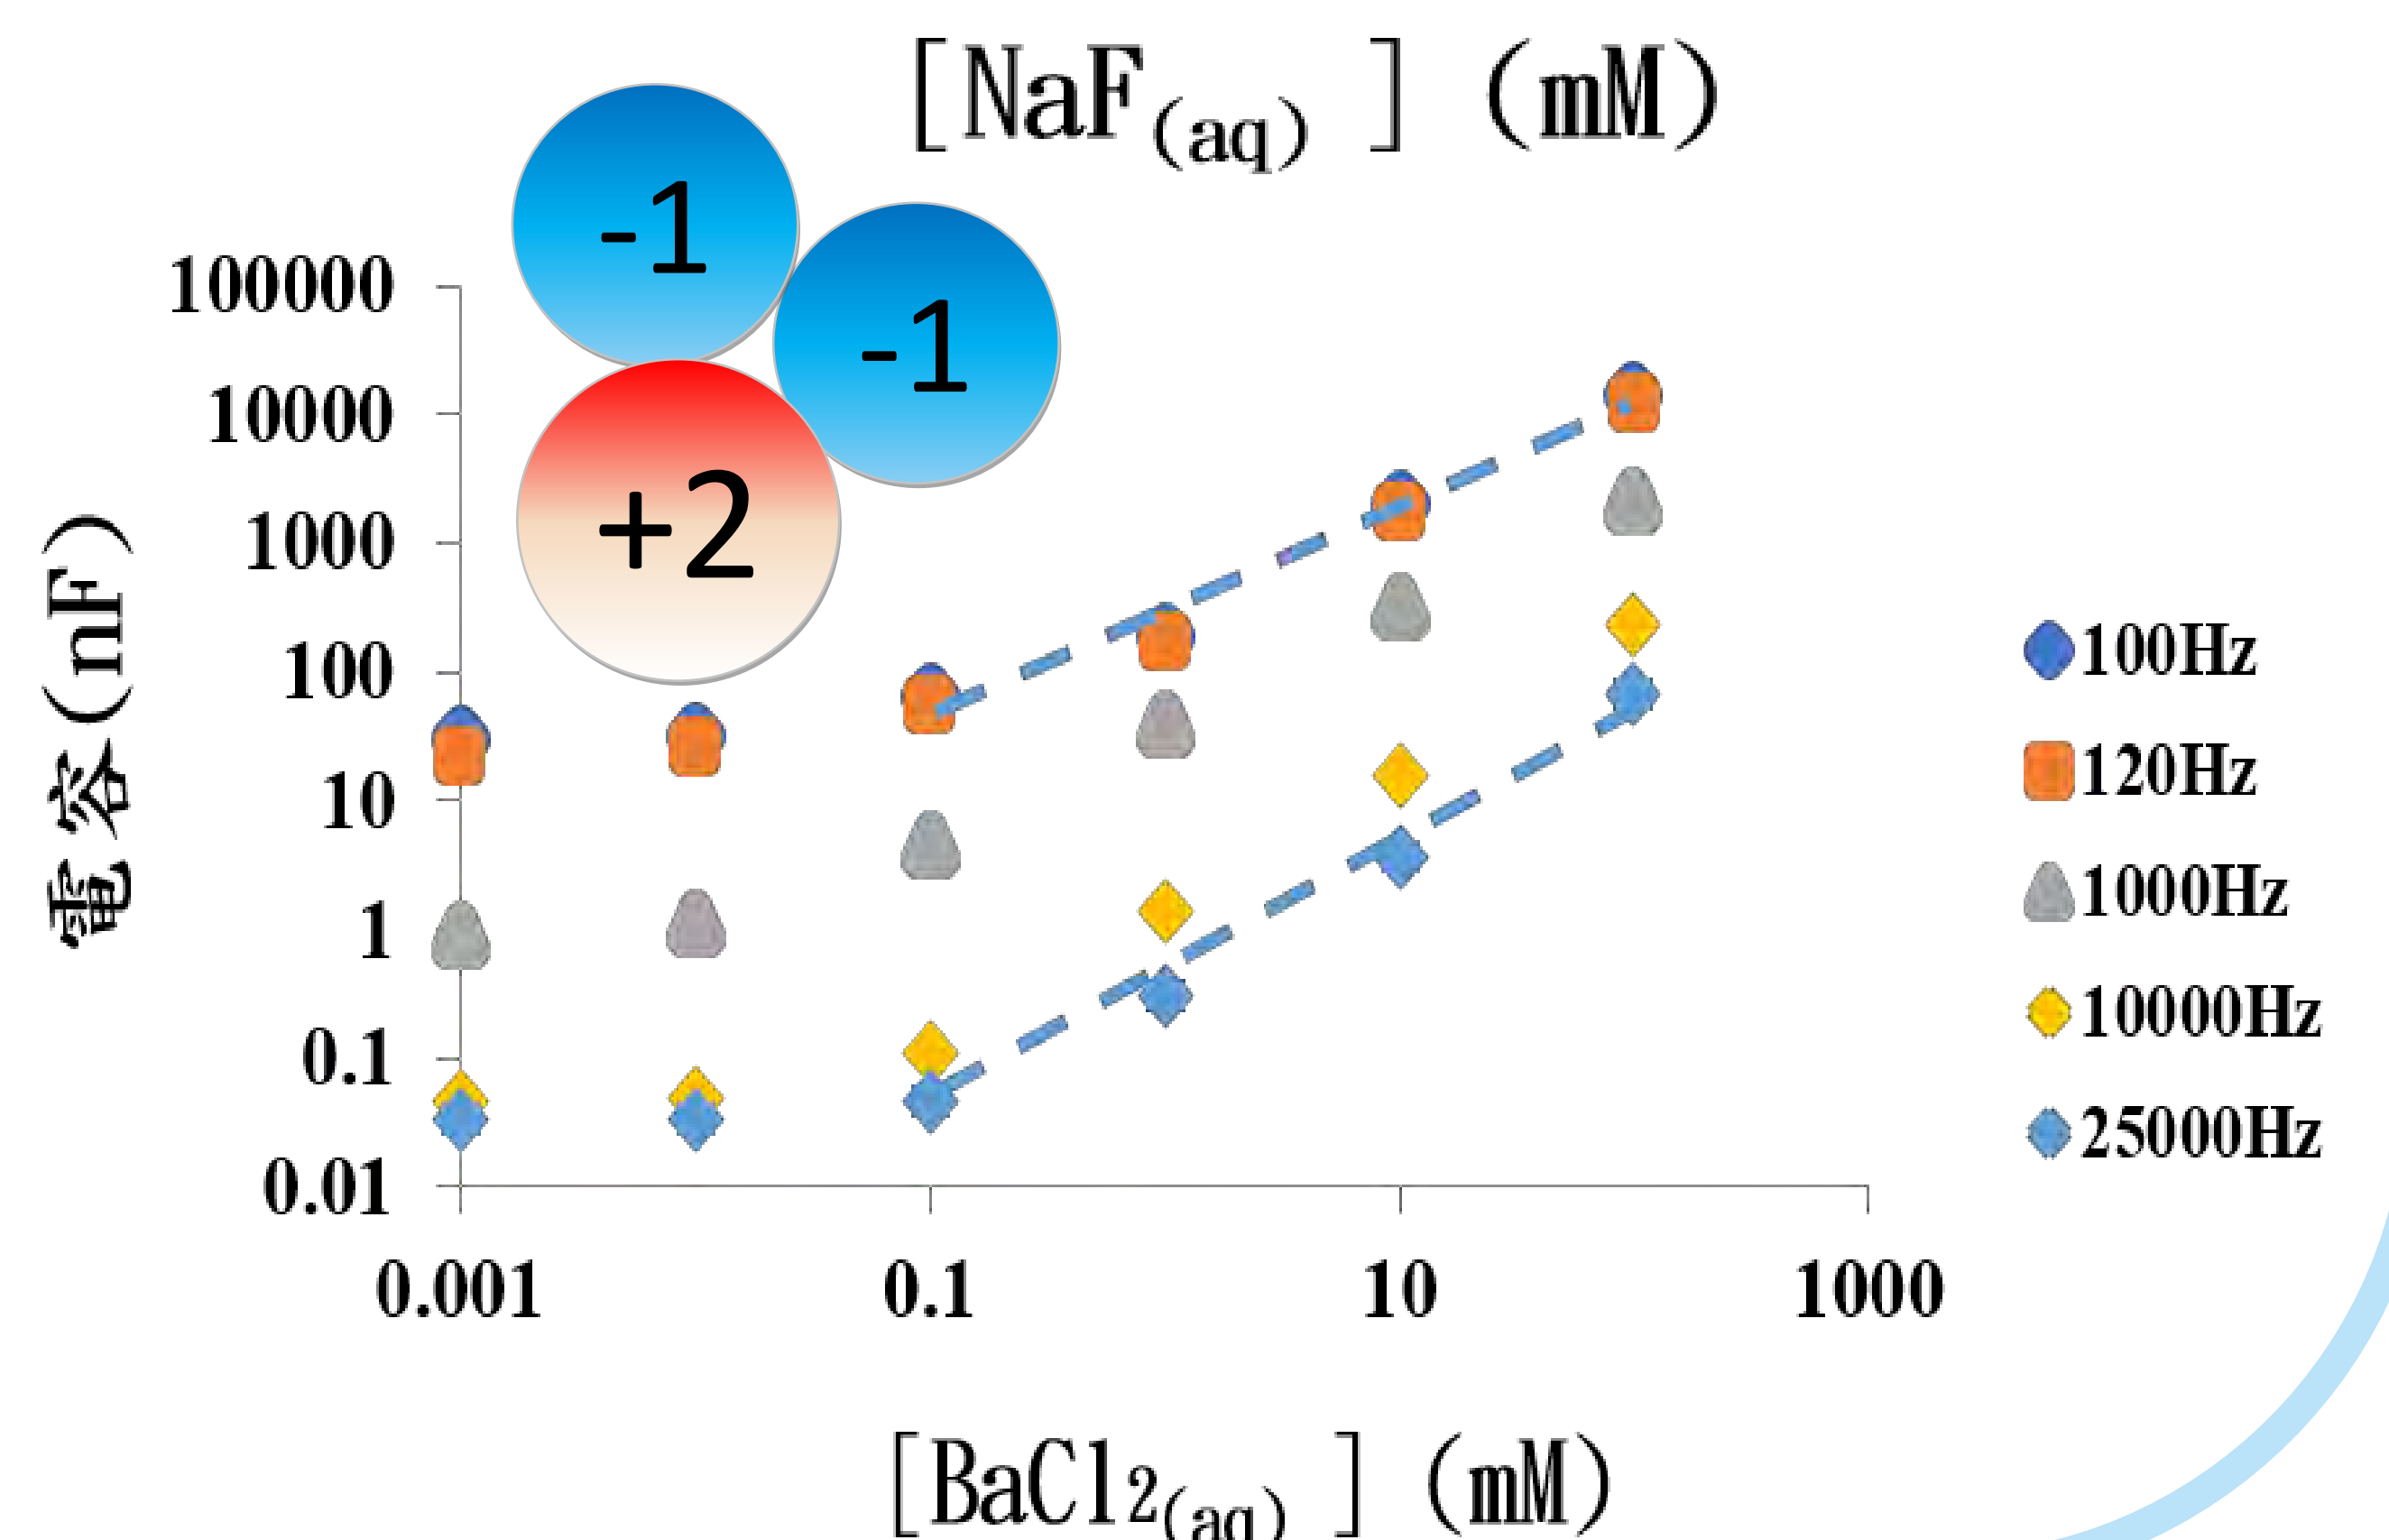 [NaF(aq) ] (mM)
-1
-1
+2
電容(nF)
100000
10000
1000
100
10
1
0.1
0.01
0.001 0.1 10 1000
100Hz
120Hz
1000Hz
10000Hz
25000Hz
[BaCl2(aq) ] (mM)